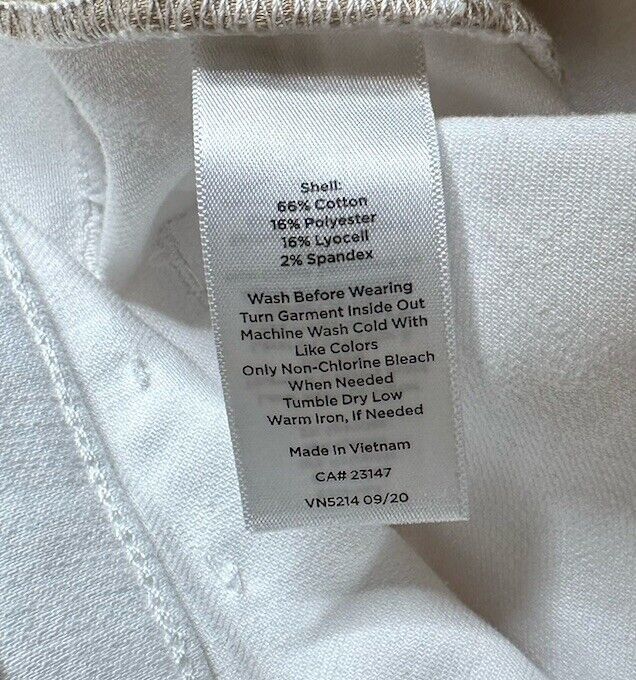 Shell:
66% Cotton
16% Polyester
16% Lyocell
2% Spandex
Wash Before Wearing
Turn Garment Inside Out
Machine Wash Cold With
Like Colors
Only Non-Chlorine Bleach
When Needed
Tumble Dry Low
Warm Iron, If Needed
Made In Vietnam
CA# 23147
VN5214 09/20